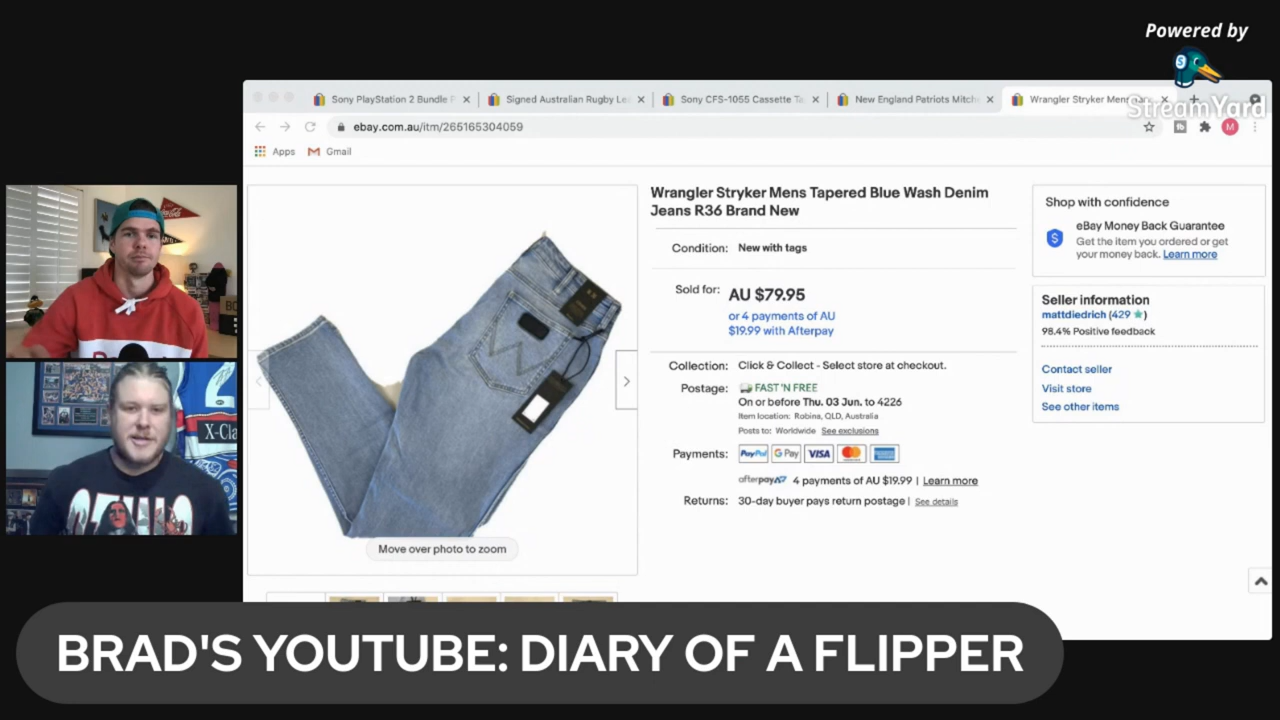 Powered by
StreamYard
Sony PlayStation 2 Bundle
Signed Australian Rugby Le
Sony CFS-1055 Cassette
New England Patriots Mitch
Wrangler Stryker Mens
ebay.com.au/itm/265165304059
M
Apps
Gmail
Wrangler Stryker Mens Tapered Blue Wash Denim
Jeans R36 Brand New
Condition: New with tags
Sold for: AU $79.95
or 4 payments of AU
$19.99 with Afterpay
Collection: Click & Collect - Select store at checkout.
Postage: FAST 'N FREE
On or before Thu. 03 Jun. to 4226
Item location: Robina, QLD, Australia
Posts to: Worldwide See exclusions
Payments: PayPal G Pay VISA
afterpay 4 payments of AU $19.99 | Learn more
Returns: 30-day buyer pays return postage | See details
Shop with confidence
eBay Money Back Guarantee
Get the item you ordered or get
your money back. Learn more
Seller information
mattdiedrich (429)
98.4% Positive feedback
Contact seller
Visit store
See other items
Move over photo to zoom
X-Cla
BRAD'S YOUTUBE: DIARY OF A FLIPPER